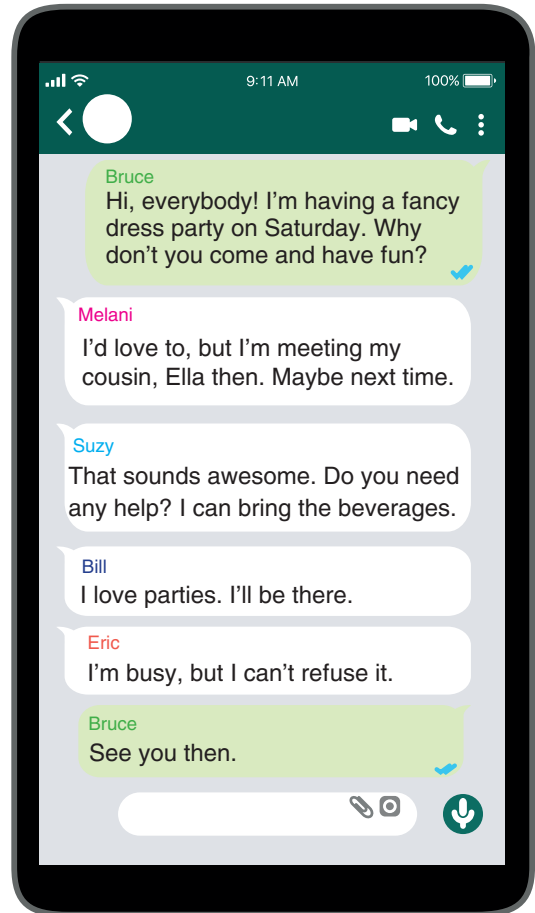 9:11 AM
100%
Bruce
Hi, everybody! I'm having a fancy
dress party on Saturday. Why
don't you come and have fun?
Melani
I'd love to, but I'm meeting my
cousin, Ella then. Maybe next time.
Suzy
That sounds awesome. Do you need
any help? I can bring the beverages.
Bill
I love parties. I'll be there.
Eric
I'm busy, but I can't refuse it.
Bruce
See you then.